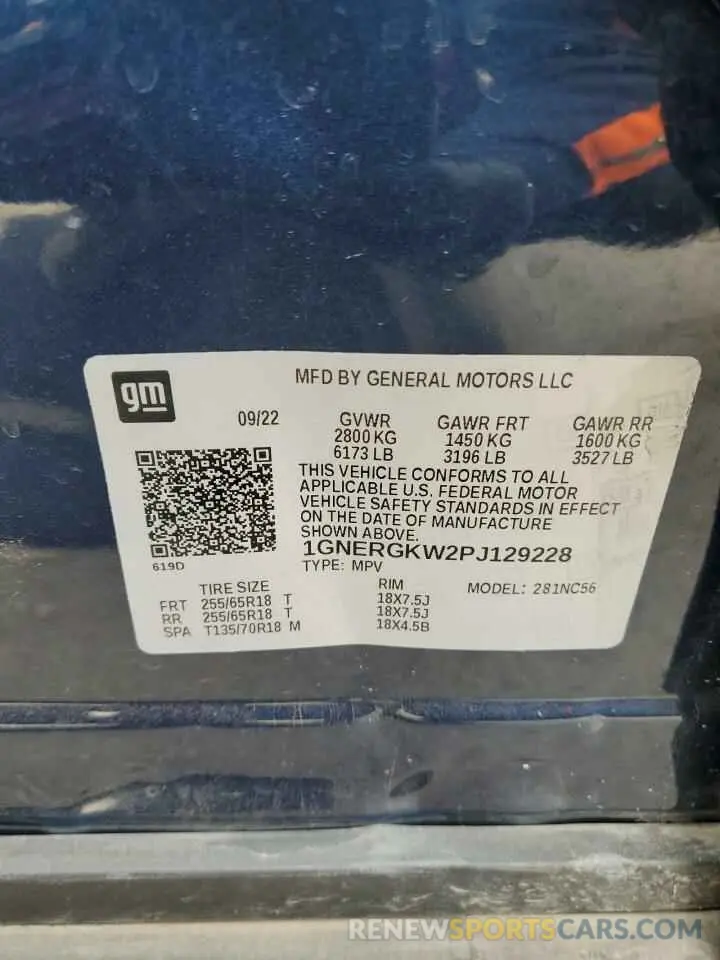 gm
MFD BY GENERAL MOTORS LLC
09/22 GVWR GAWR FRT GAWR RR
2800 KG 1450 KG 1600 KG
6173 LB 3196 LB 3527 LB
THIS VEHICLE CONFORMS TO ALL
APPLICABLE U.S. FEDERAL MOTOR
VEHICLE SAFETY STANDARDS IN EFFECT
ON THE DATE OF MANUFACTURE
SHOWN ABOVE.
1GNERGKW2PJ129228
619D TYPE: MPV
TIRE SIZE RIM MODEL: 281NC56
FRT 255/65R18 T 18X7.5J
RR 255/65R18 T 18X7.5J
SPA T135/70R18 M 18X4.5B
RENEWSPORTSCARS.COM